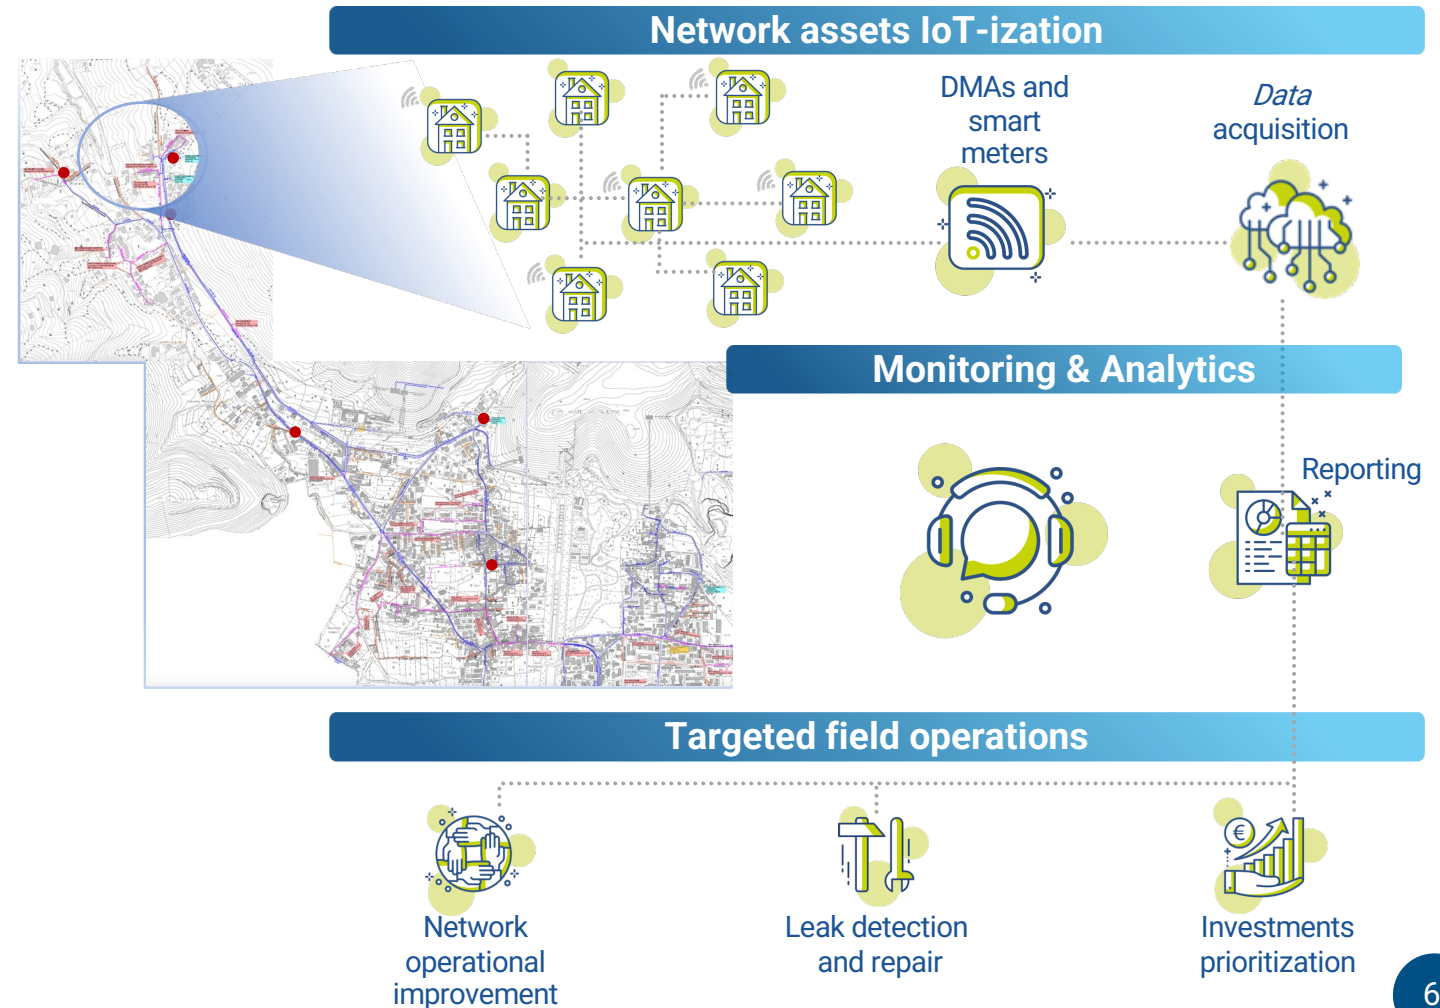 Network assets IoT-ization
DMAs and
smart
meters
Data
acquisition
Monitoring & Analytics
Reporting
Targeted field operations
Network
operational
improvement
Leak detection
and repair
Investments
prioritization
€
6